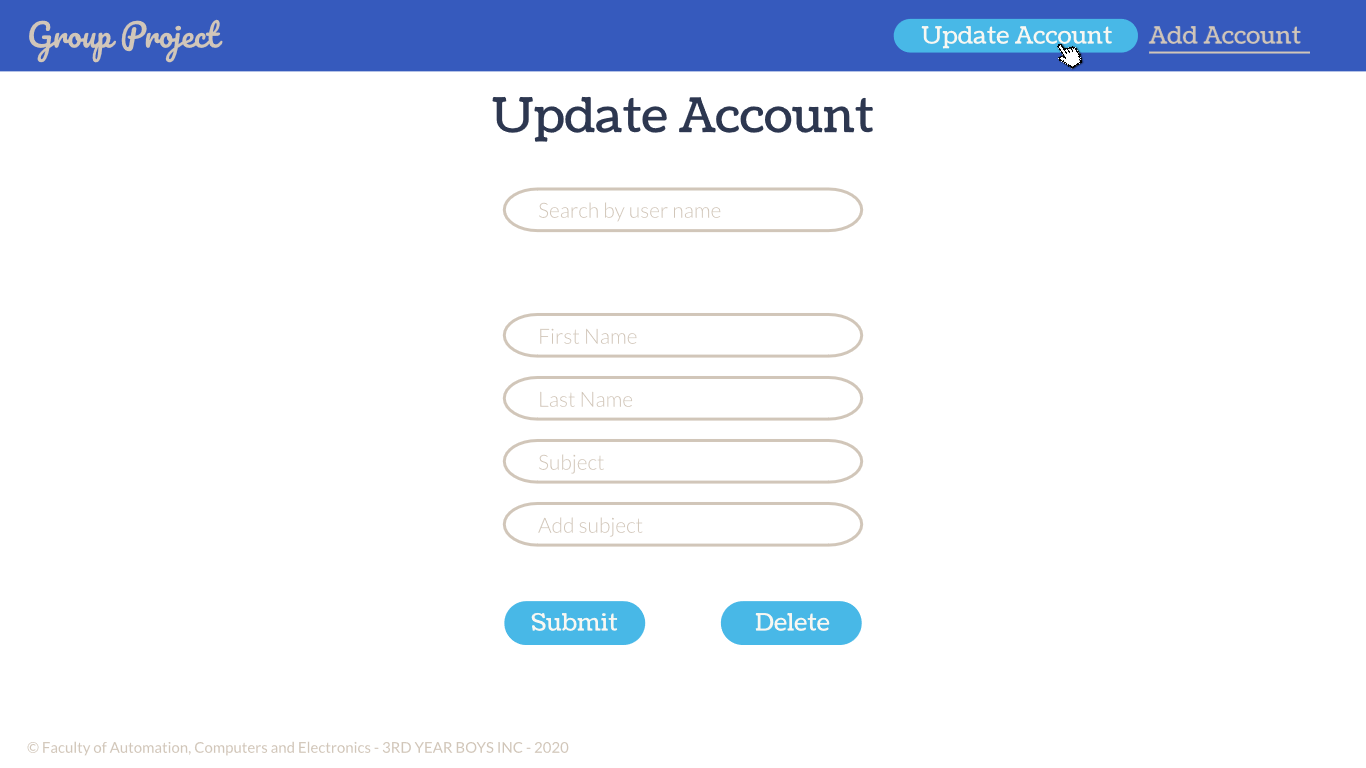 Group Project
Update Account
Add Account
Update Account
Search by user name
First Name
Last Name
Subject
Add subject
Submit
Delete
© Faculty of Automation, Computers and Electronics - 3RD YEAR BOYS INC - 2020